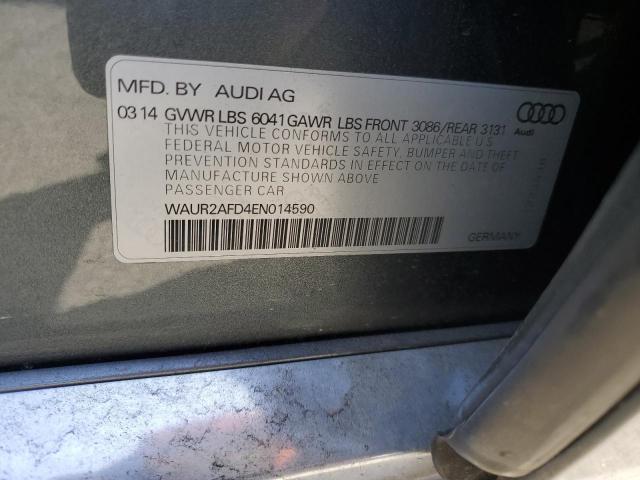 MFD. BY AUDI AG
0314 GVWR LBS 6041 GAWR LBS FRONT 3086/REAR 3131
THIS VEHICLE CONFORMS TO ALL APPLICABLE U S
FEDERAL MOTOR VEHICLE SAFETY, BUMPER AND THEFT
PREVENTION STANDARDS IN EFFECT ON THE DATE OF
MANUFACTURE SHOWN ABOVE
PASSENGER CAR
WAUR2AFD4EN014590
Audi
GERMANY